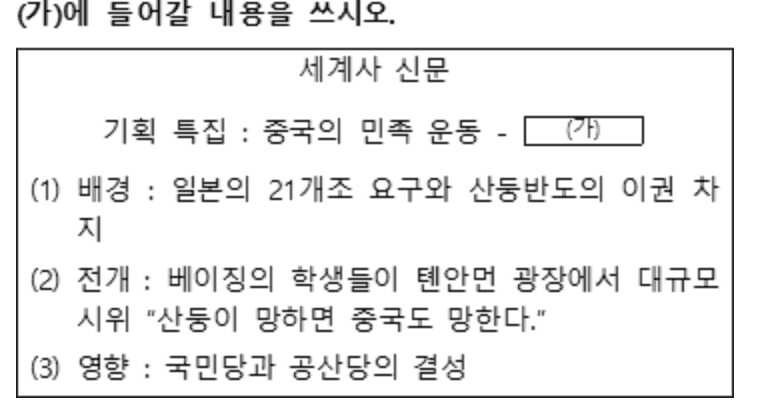 (가)에 들어갈 내용을 쓰시오.
세계사 신문
기획 특집 : 중국의 민족 운동 - (가)
(1) 배경 : 일본의 21개조 요구와 산둥반도의 이권 차
지
(2) 전개 : 베이징의 학생들이 톈안먼 광장에서 대규모
시위 “산둥이 망하면 중국도 망한다.”
(3) 영향 : 국민당과 공산당의 결성